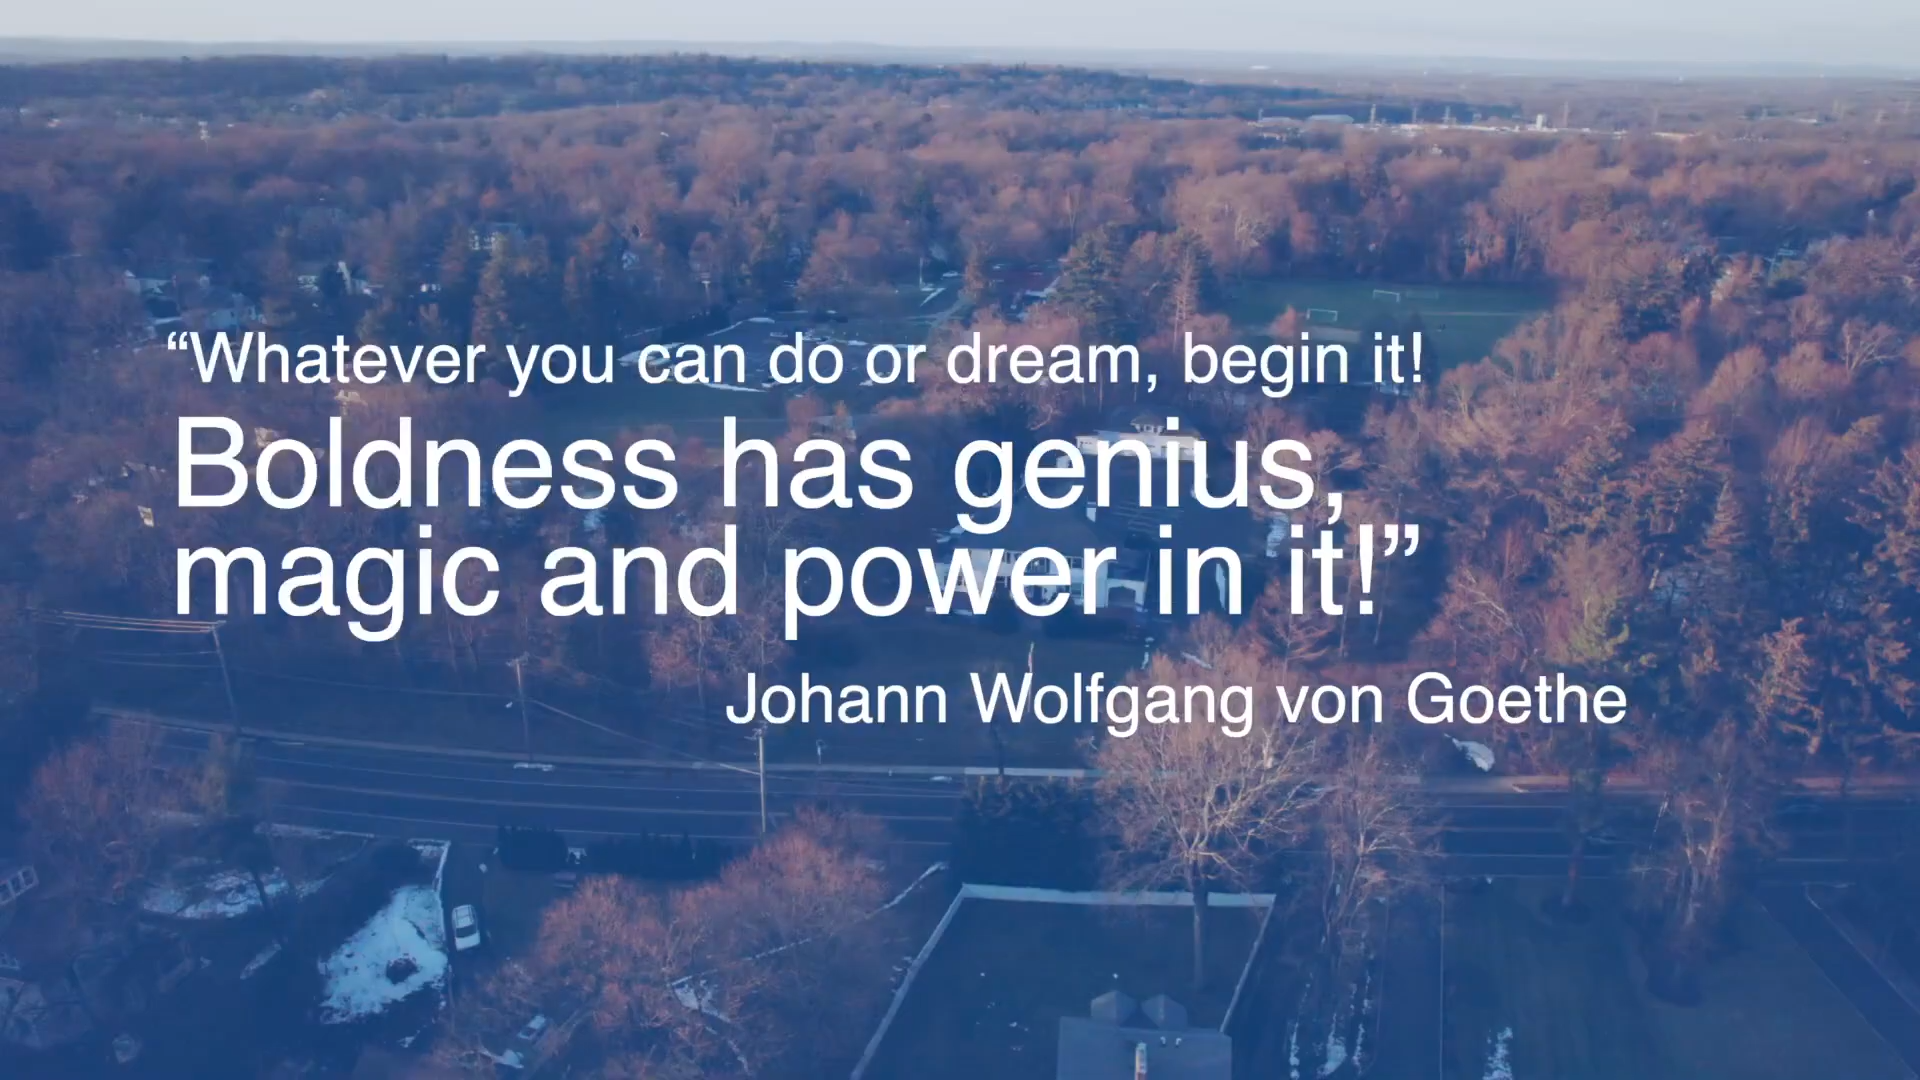 “Whatever you can do or dream, begin it!
Boldness has genius,
magic and power in it!”
Johann Wolfgang von Goethe